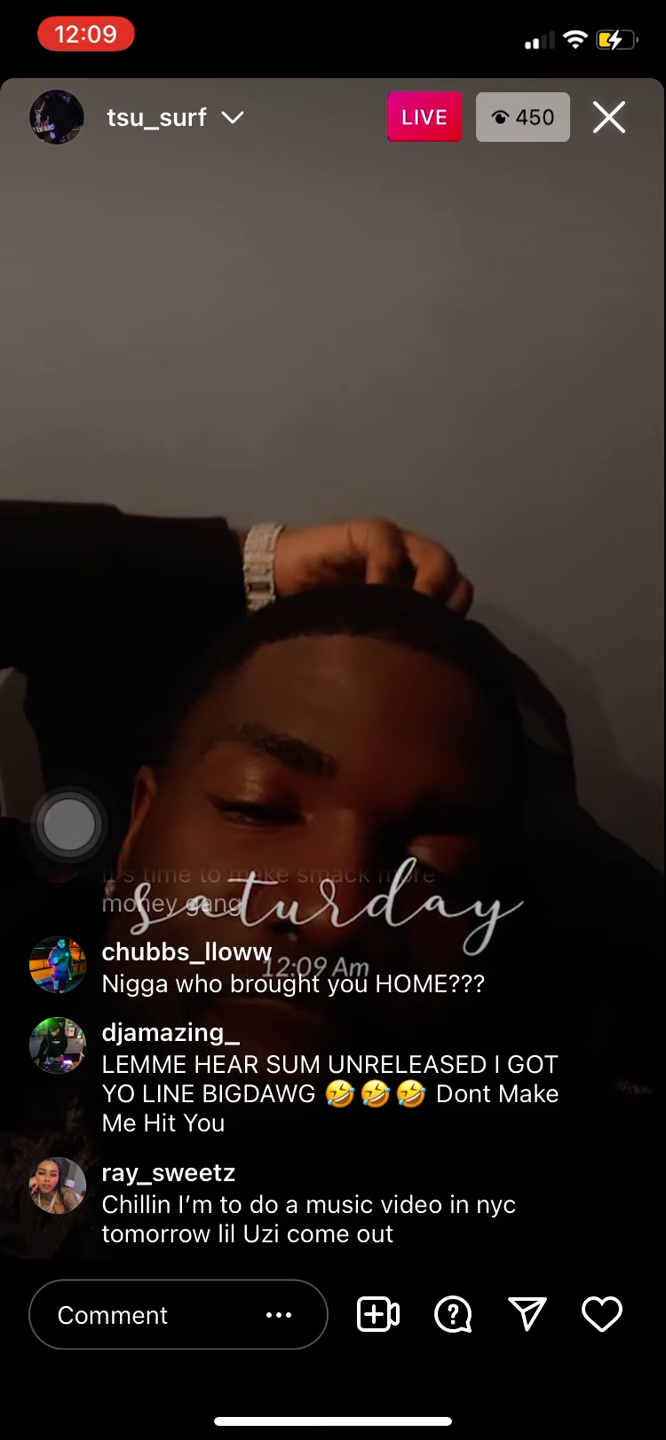 12:09
tsu_surf
LIVE
450
it's time to make smack more
money gang
saturday
12:09 Am
chubbs_lloww
Nigga who brought you HOME???
djamazing_
LEMME HEAR SUM UNRELEASED I GOT
YO LINE BIGDAWG 🤣🤣🤣 Dont Make
Me Hit You
ray_sweetz
Chillin I’m to do a music video in nyc
tomorrow lil Uzi come out
Comment